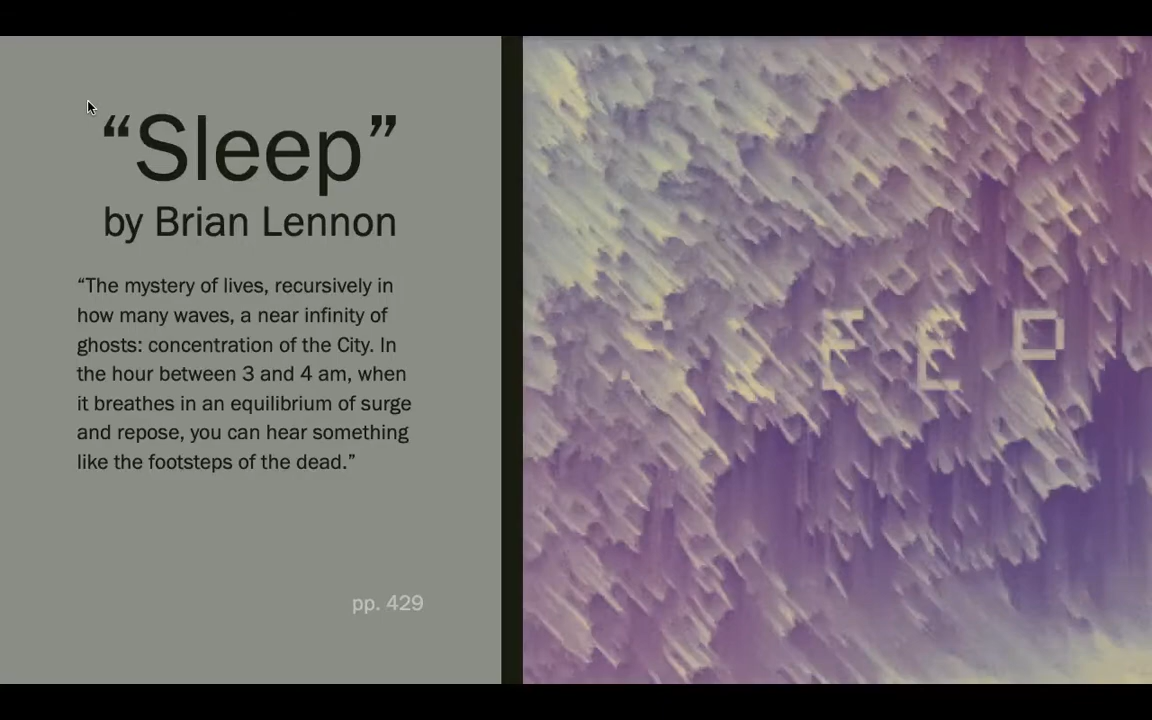 “Sleep”
by Brian Lennon
“The mystery of lives, recursively in
how many waves, a near infinity of
ghosts: concentration of the City. In
the hour between 3 and 4 am, when
it breathes in an equilibrium of surge
and repose, you can hear something
like the footsteps of the dead.”
pp. 429
EEP